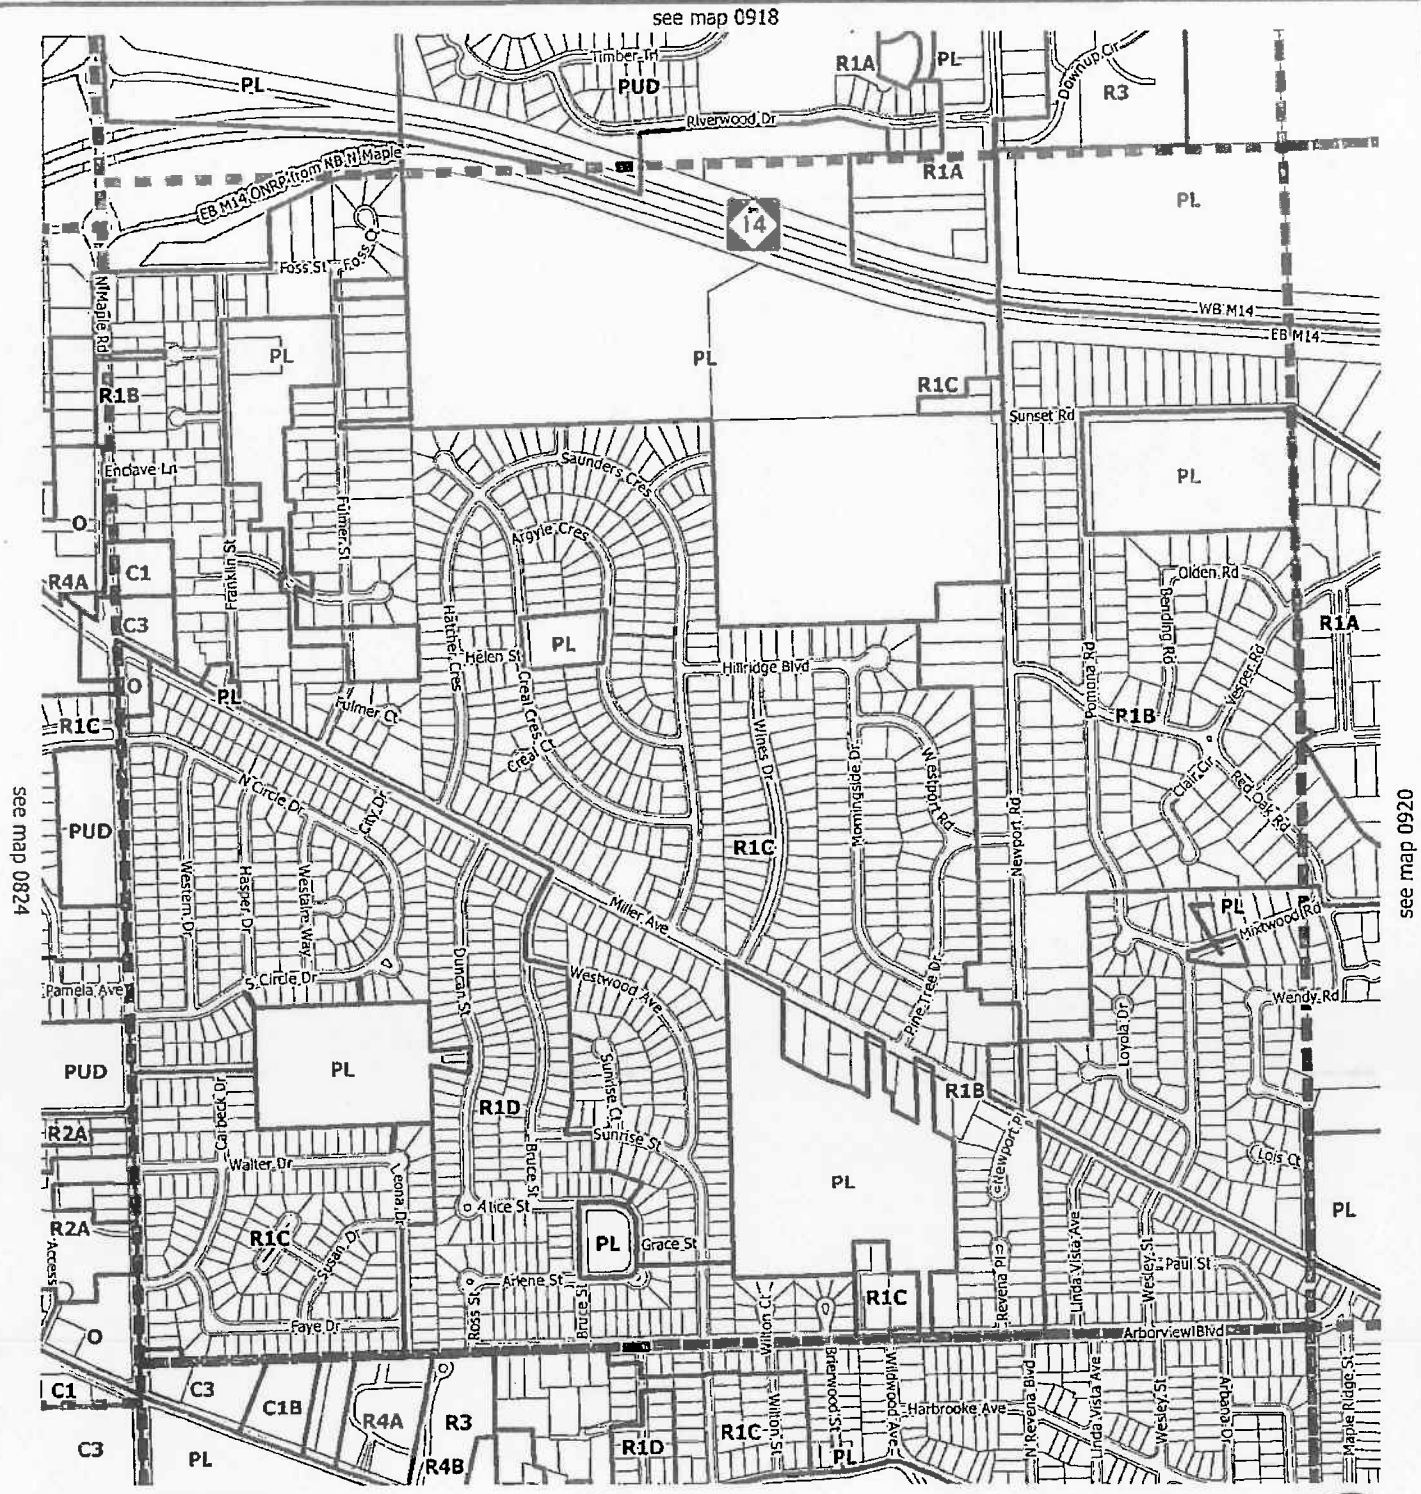 see map 0918
Timber Trl
R1A
PL
Downup Cir
PL
PUD
R3
Riverwood Dr
EB M14 ONRP (from NB N Maple
R1A
PL
14
Foss St
Foss Ct
N Maple Rd
WB M14
EB M14
PL
PL
R1C
R1B
Sunset Rd
Saunders Cres
Enclave Ln
PL
O
Fulmer St
Argyle Cres
Franklin St
R4A
C1
Olden Rd
Bending Rd
C3
Hatcher Cres
PL
R1A
Helen St
Hillridge Blvd
Pomona Rd
Vesper Rd
O
PL
Creal Cres
Fulmer Ct
R1B
R1C
Creal Ct
Wines Dr
Morningside Dr
Westport Rd
N Circle Dr
City Dr
Clair Cir
Red Oak Rd
see map 0824
see map 0920
PUD
Newport Rd
R1C
Western Dr
Hasper Dr
Westaire Way
Miller Ave
PL
Mixtwood Rd
Duncan St
S Circle Dr
Westwood Ave
Pamela Ave
Pine Tree Dr
Wendy Rd
Loyola Dr
PUD
PL
Sunrise Ct
R1B
R1D
Carbeck Dr
R2A
Sunrise St
Newport Pl
Walter Dr
Bruce St
Lois Ct
Leona Dr
PL
Alice St
PL
R2A
R1C
Susan Dr
PL
Grace St
Linda Vista Ave
Wesley St
Paul St
Access
Arlene St
Revena Pl
R1C
Ross St
Bruce St
Wilton Ct
Faye Dr
O
Arborview Blvd
C1
C3
C1B
R4A
R3
R1D
R1C
Wilton St
Brierwood St
Wildwood Ave
Harbrooke Ave
N Revena Blvd
Linda Vista Ave
Wesley St
Arbana Dr
Maple Ridge St
C3
PL
R4B
PL